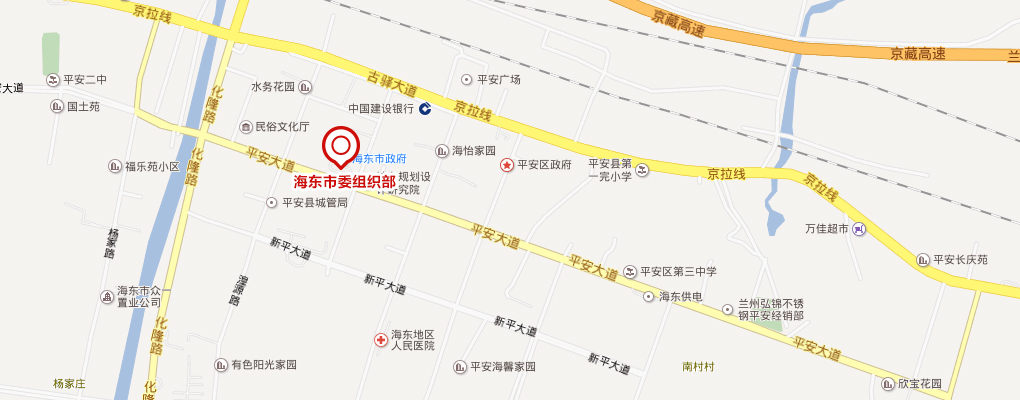 京拉线
京藏高速
京藏高速
兰
平安二中
安大道
国土苑
水务花园
化隆路
古驿大道
平安广场
中国建设银行
京拉线
民俗文化厅
平安大道
海东市政府
海怡家园
平安区政府
平安县第
一完小学
京拉线
京拉线
福乐苑小区
化隆路
海东市委组织部
规划设
研究院
平安县城管局
杨家路
新平大道
平安大道
万佳超市
平安长庆苑
平安大道
平安区第三中学
湟源路
新平大道
海东市众一
置业公司
海东供电
兰州弘锦不锈
钢平安经销部
化隆路
新平大道
海东地区
人民医院
平安大道
有色阳光家园
平安海馨家园
新平大道
南村村
杨家庄
化隆
欣宝花园